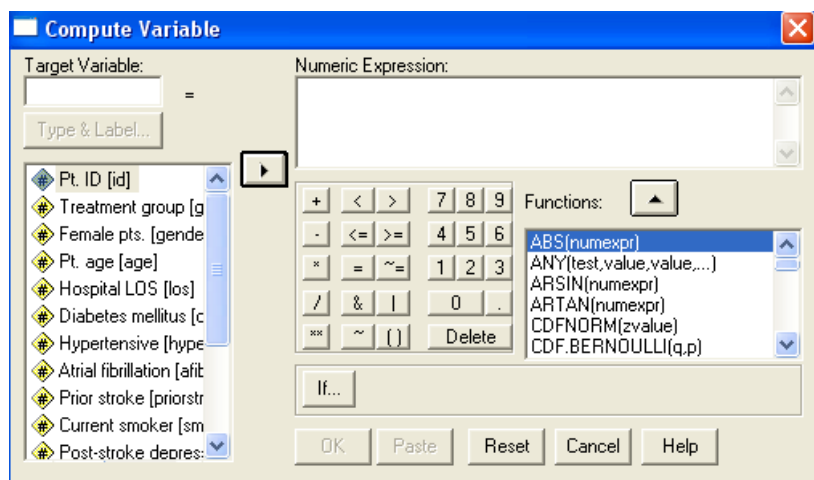 Compute Variable
Target Variable:
=
Type & Label...
Pt. ID [id]
Treatment group [g
Female pts. [gende
Pt. age [age]
Hospital LOS [los]
Diabetes mellitus [c
Hypertensive [hype
Atrial fibrillation [afib
Prior stroke [priorstr
Current smoker [sm
Post-stroke depres
Numeric Expression:
+ < > 7 8 9
- <= >= 4 5 6
* = ~= 1 2 3
/ & | 0 .
** ~ () Delete
Functions:
ABS(numexpr)
ANY(test,value,value,...)
ARSIN(numexpr)
ARTAN(numexpr)
CDFNORM(zvalue)
CDF.BERNOULLI(q,p)
If...
OK Paste Reset Cancel Help